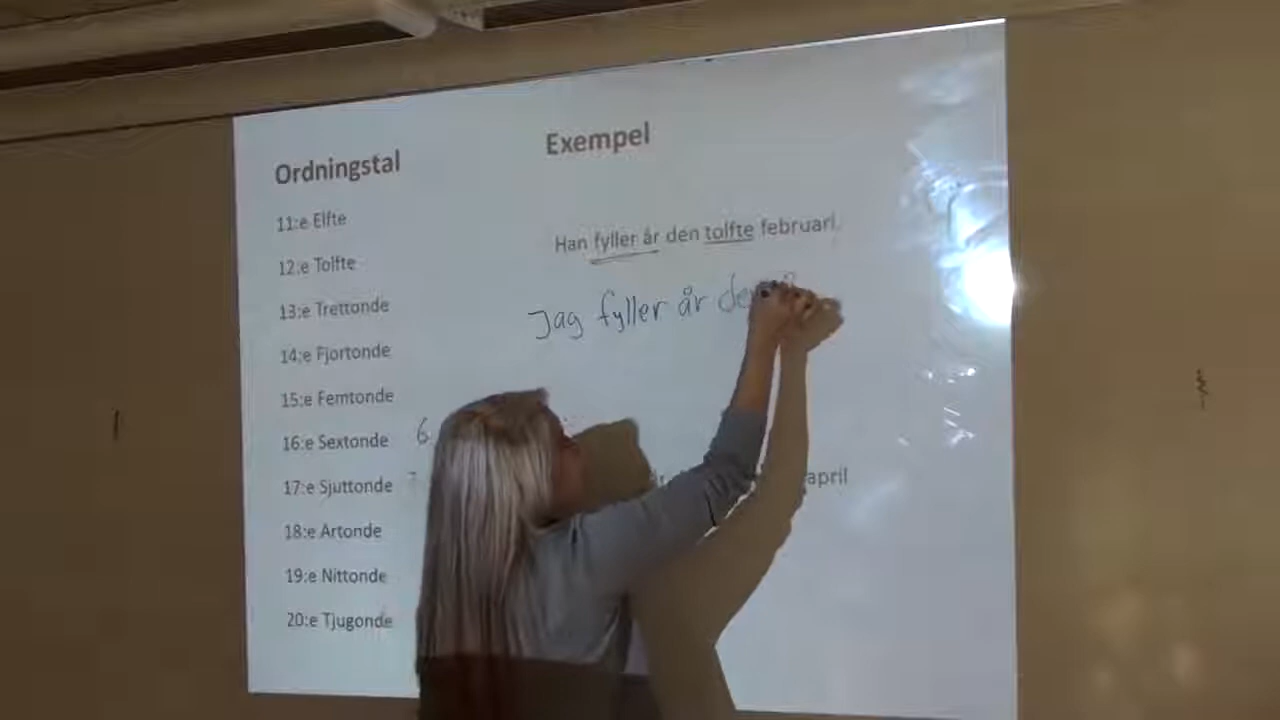 Ordningstal
11:e Elfte
12:e Tolfte
13:e Trettonde
14:e Fjortonde
15:e Femtonde
16:e Sextonde
17:e Sjuttonde
18:e Artonde
19:e Nittonde
20:e Tjugonde
6
Exempel
Han fyller år den tolfte februari.
Jag fyller år
april